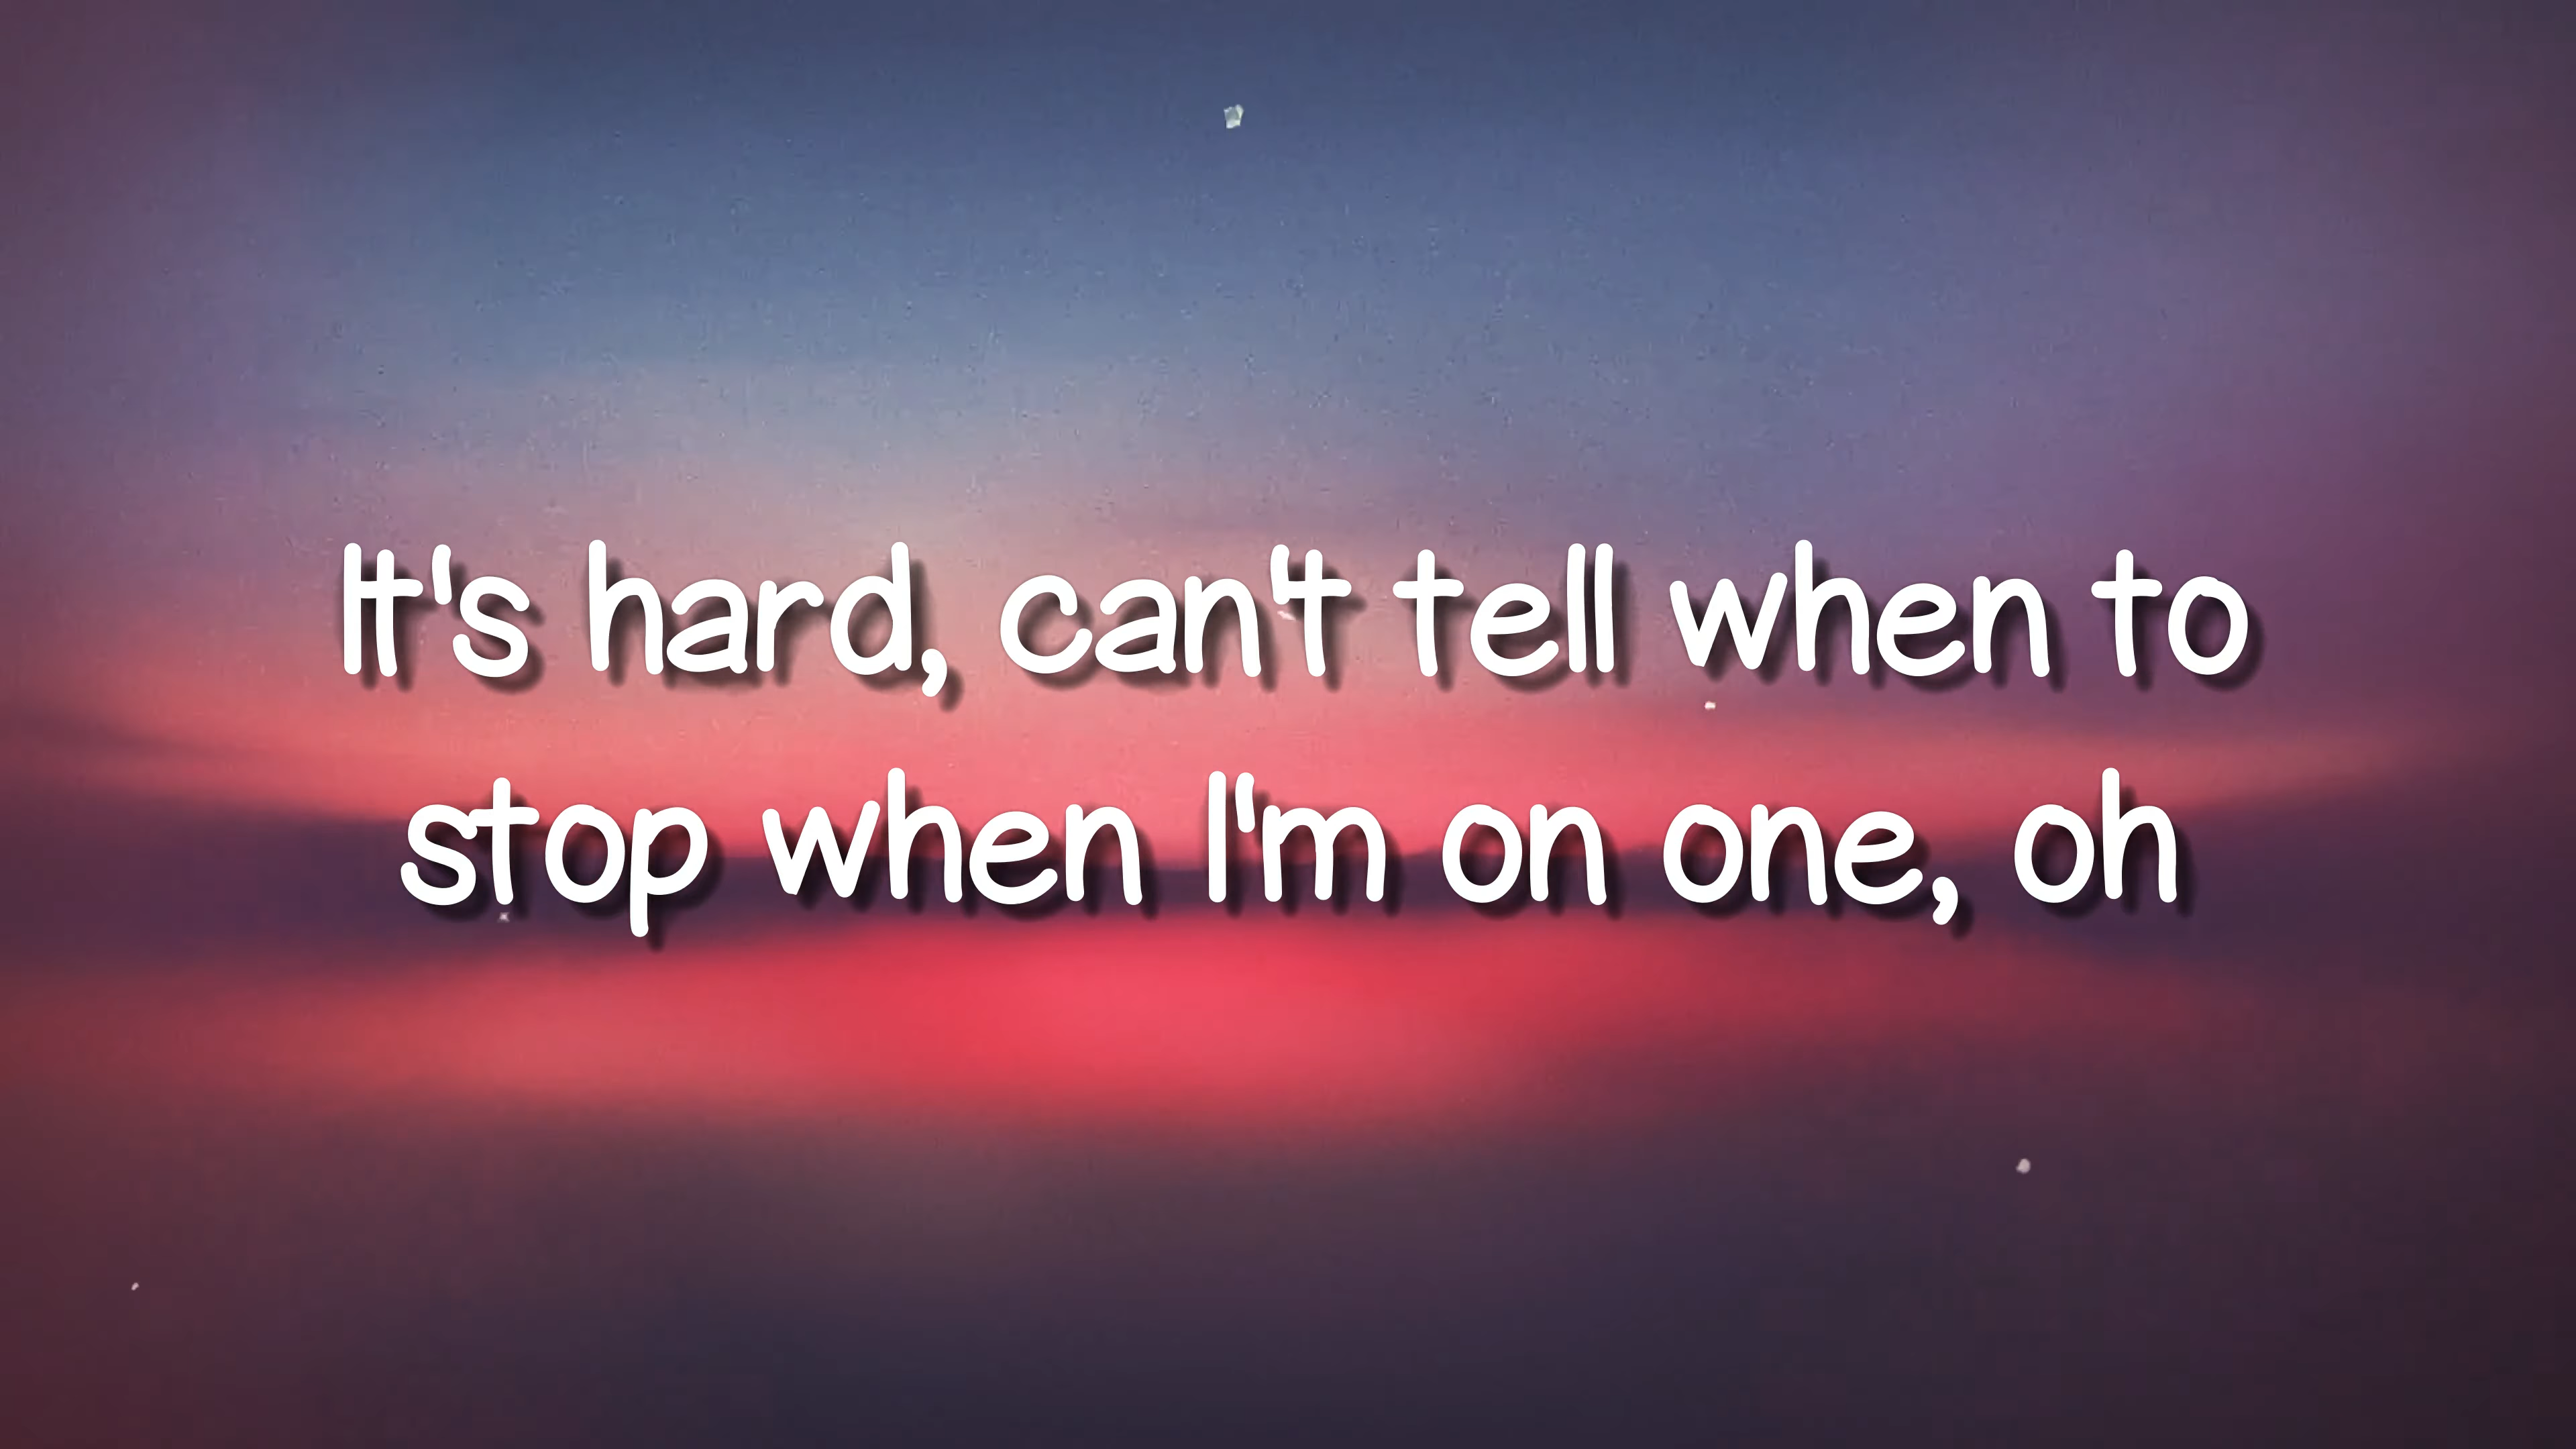 It's hard, can't tell when to
stop when I'm on one, oh